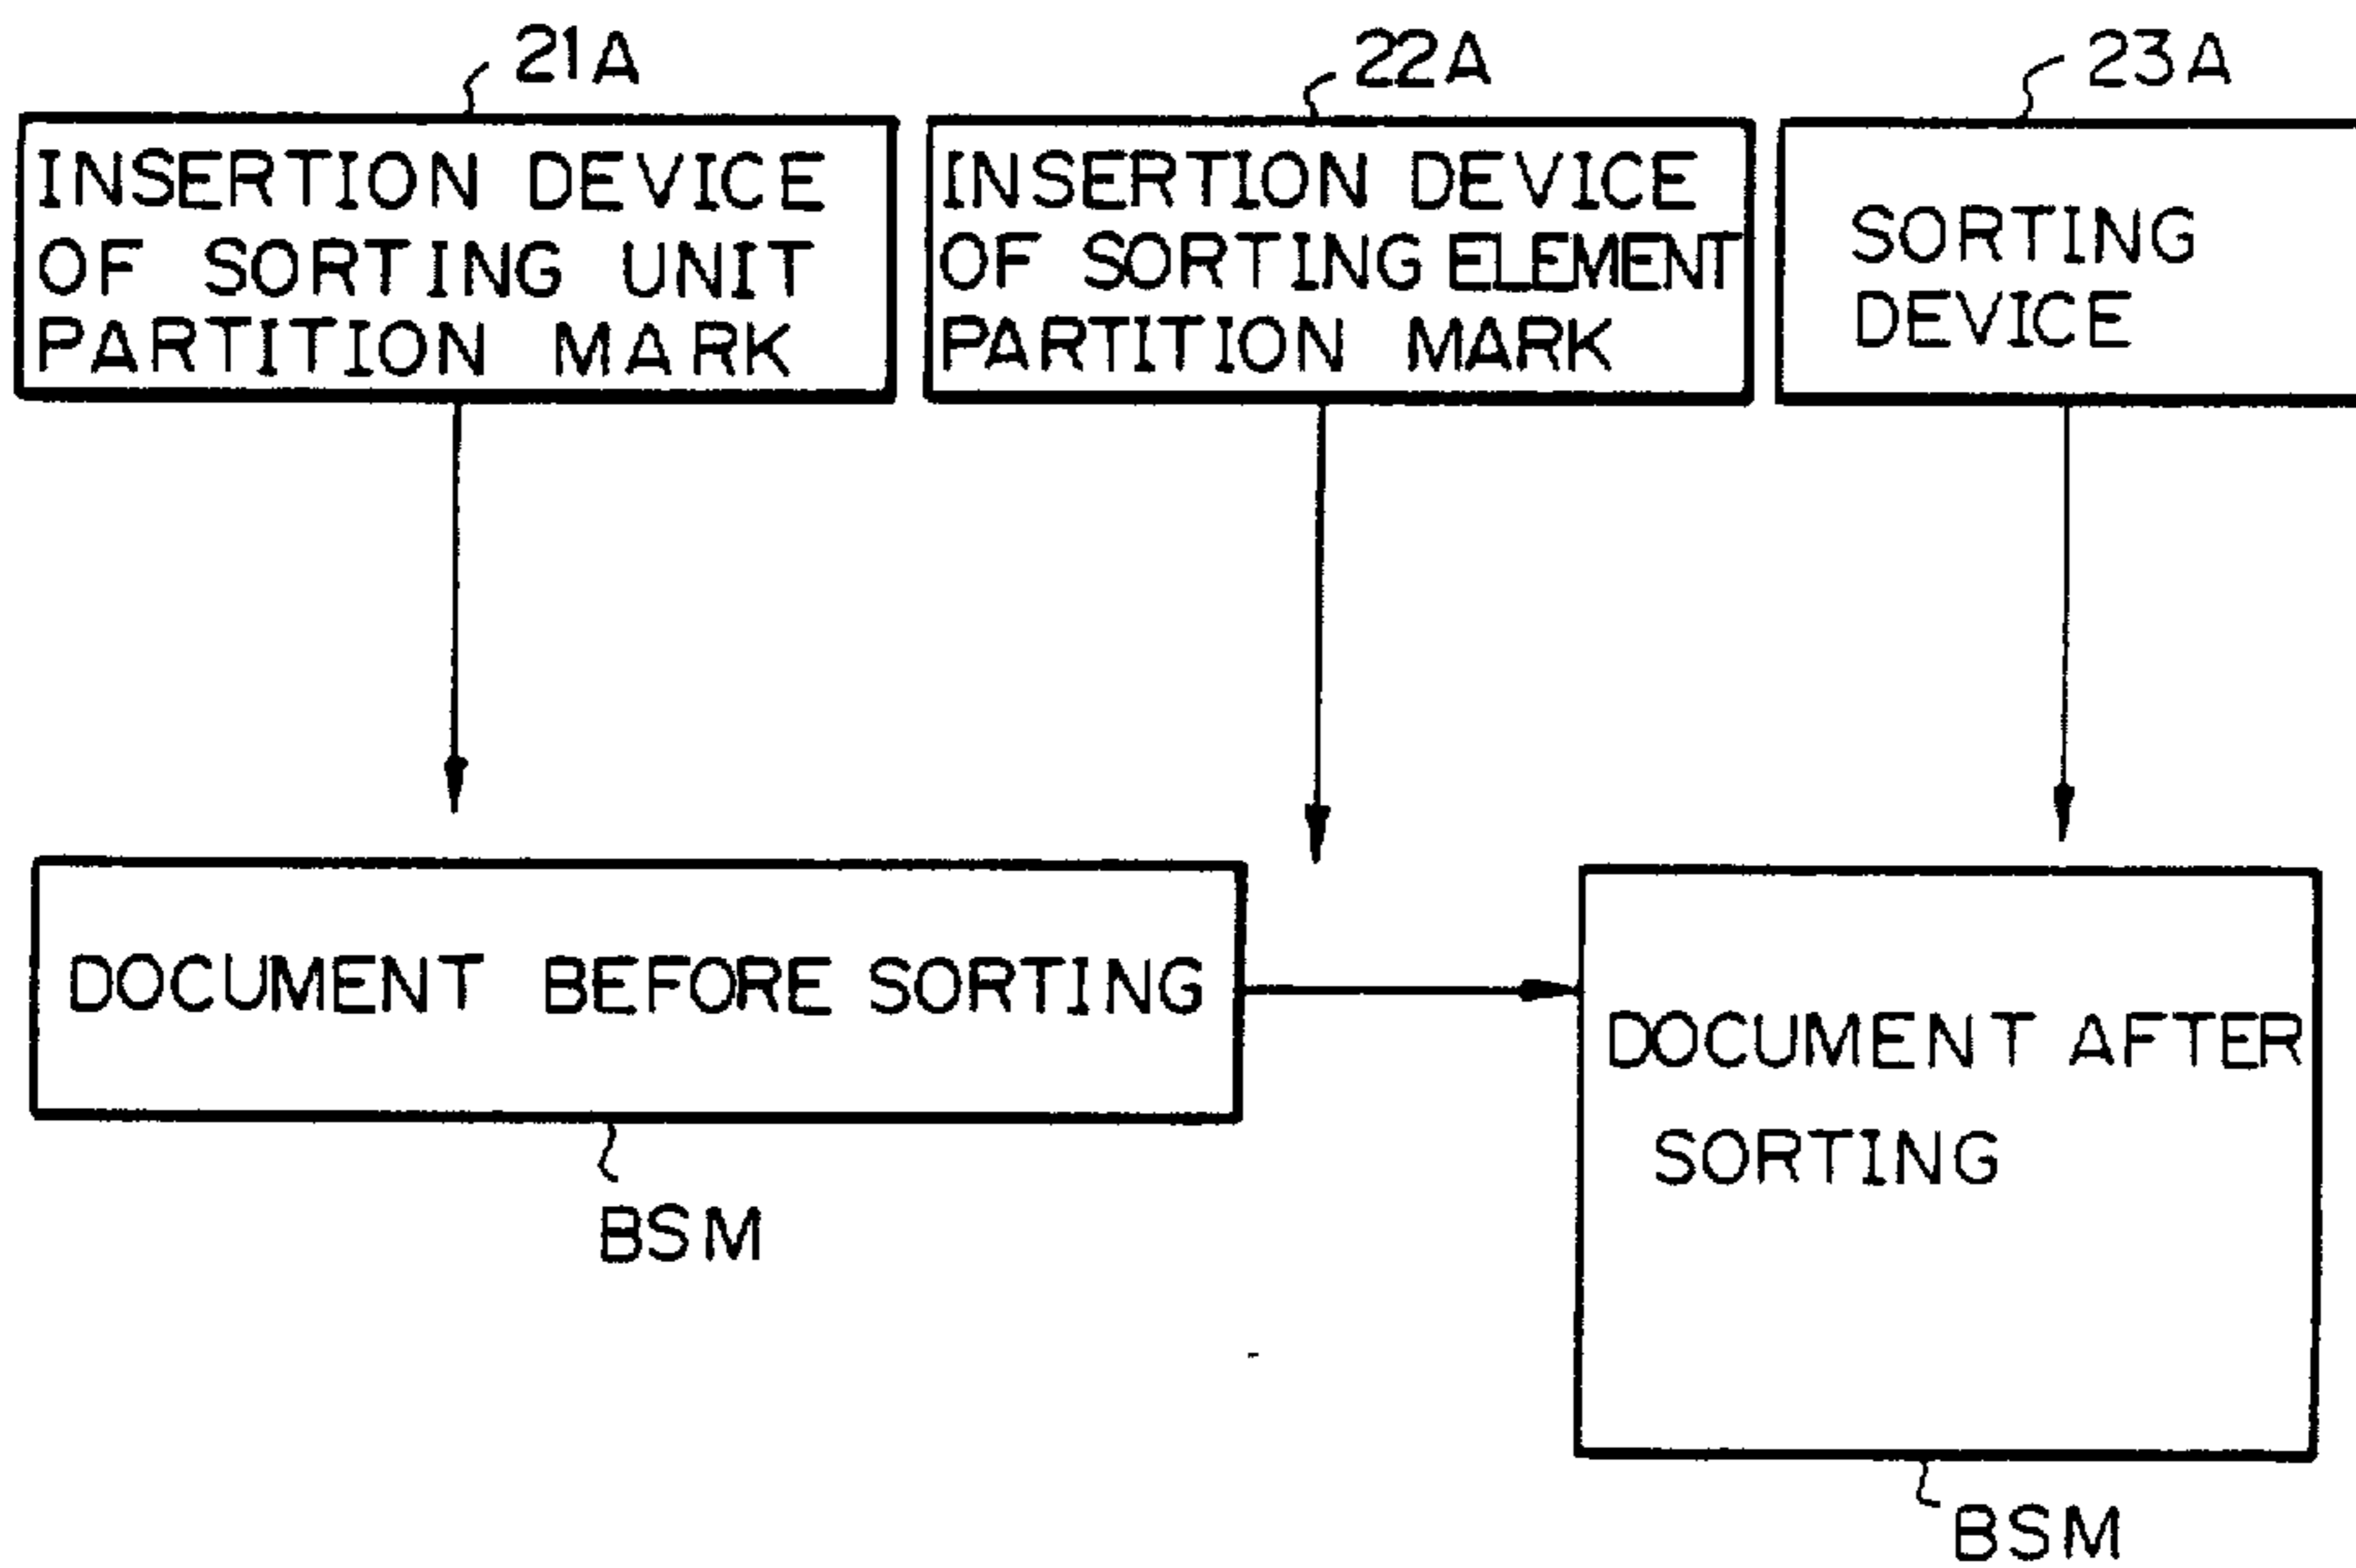 21A
INSERTION DEVICE
OF SORTING UNIT
PARTITION MARK
22A
INSERTION DEVICE
OF SORTING ELEMENT
PARTITION MARK
23A
SORTING
DEVICE
DOCUMENT BEFORE SORTING
BSM
DOCUMENT AFTER
SORTING
BSM